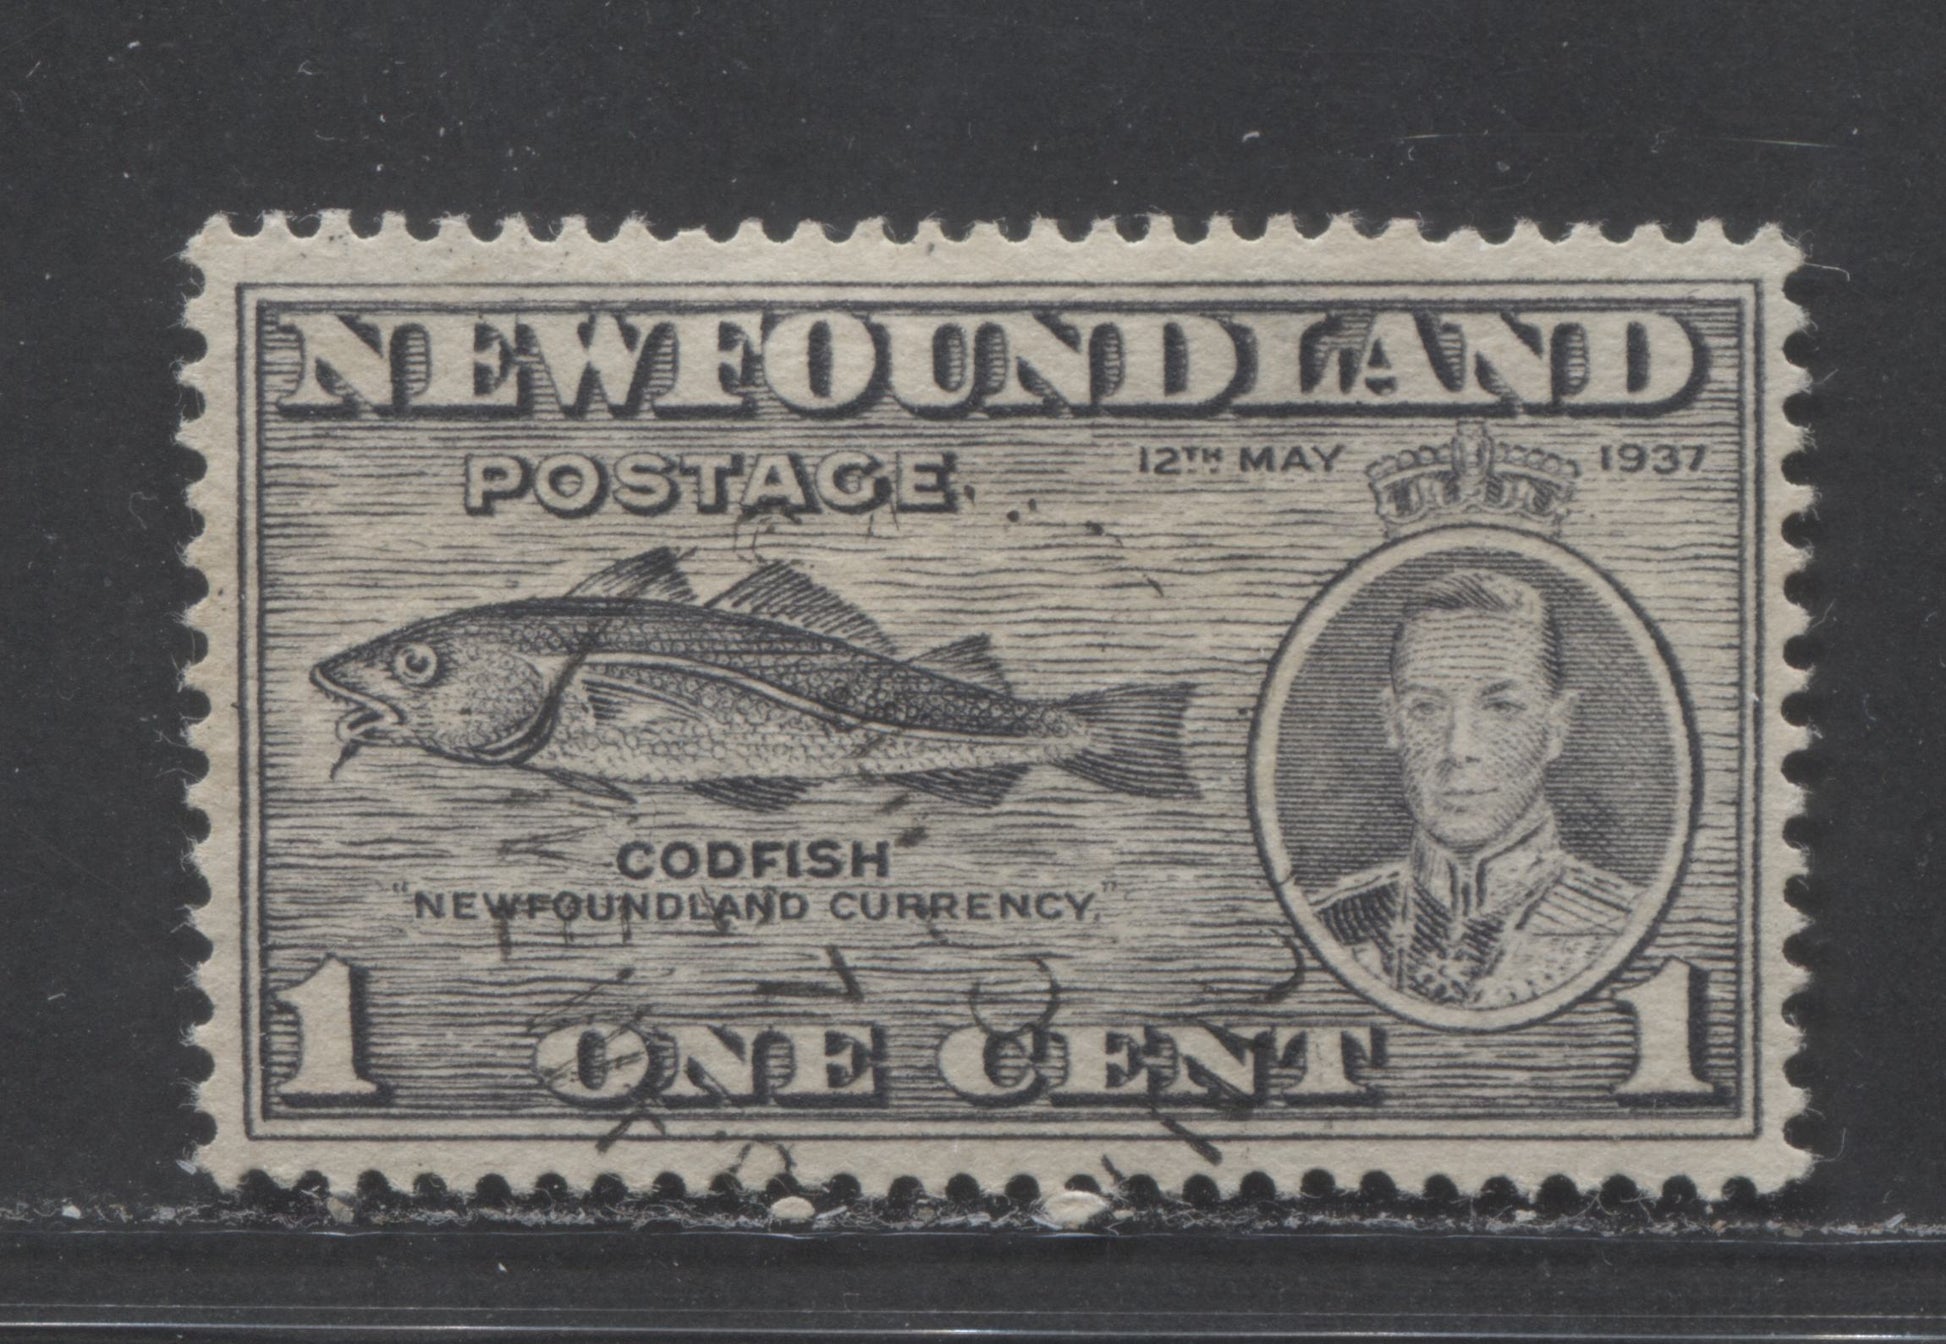 NEWFOUNDLAND
POSTAGE
12TH MAY 1937
CODFISH
"NEWFOUNDLAND CURRENCY"
1 ONE CENT 1